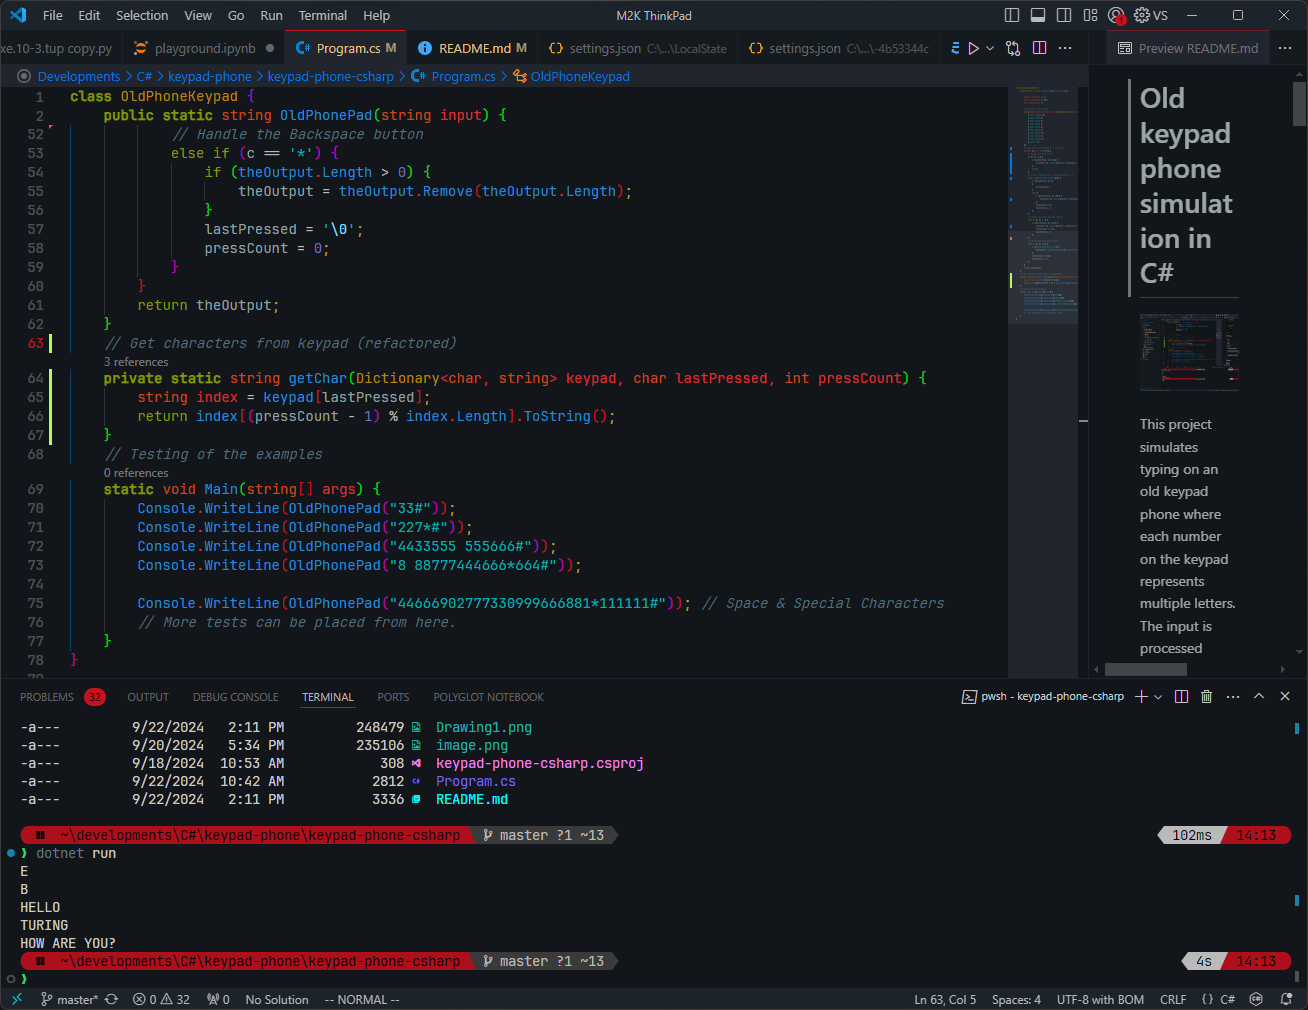 File Edit Selection View Go Run Terminal Help M2K ThinkPad VS
xe.10-3.tup copy.py playground.ipynb Program.cs M README.md M settings.json C:\...\LocalState settings.json C:\...\-4b53344c Preview README.md
Developments > C# > keypad-phone > keypad-phone-csharp > Program.cs > OldPhoneKeypad
1 class OldPhoneKeypad {
2 public static string OldPhonePad(string input) {
52 // Handle the Backspace button
53 else if (c == '*') {
54 if (theOutput.Length > 0) {
55 theOutput = theOutput.Remove(theOutput.Length);
56 }
57 lastPressed = '\0';
58 pressCount = 0;
59 }
60 }
61 return theOutput;
62 }
63 // Get characters from keypad (refactored)
3 references
64 private static string getChar(Dictionary<char, string> keypad, char lastPressed, int pressCount) {
65 string index = keypad[lastPressed];
66 return index[(pressCount - 1) % index.Length].ToString();
67 }
68 // Testing of the examples
0 references
69 static void Main(string[] args) {
70 Console.WriteLine(OldPhonePad("33#"));
71 Console.WriteLine(OldPhonePad("227*#"));
72 Console.WriteLine(OldPhonePad("4433555 555666#"));
73 Console.WriteLine(OldPhonePad("8 88777444666*664#"));
74
75 Console.WriteLine(OldPhonePad("44666902777330999666881*111111#")); // Space & Special Characters
76 // More tests can be placed from here.
77 }
78 }
Old
keypad
phone
simulat
ion in
C#
This project
simulates
typing on an
old keypad
phone where
each number
on the keypad
represents
multiple letters.
The input is
processed
PROBLEMS 32 OUTPUT DEBUG CONSOLE TERMINAL PORTS POLYGLOT NOTEBOOK pwsh - keypad-phone-csharp
-a--- 9/22/2024 2:11 PM 248479 Drawing1.png
-a--- 9/20/2024 5:34 PM 235106 image.png
-a--- 9/18/2024 10:53 AM 308 keypad-phone-csharp.csproj
-a--- 9/22/2024 10:42 AM 2812 Program.cs
-a--- 9/22/2024 2:11 PM 3336 README.md
~\developments\C#\keypad-phone\keypad-phone-csharp master ?1 ~13 102ms 14:13
❯ dotnet run
E
B
HELLO
TURING
HOW ARE YOU?
~\developments\C#\keypad-phone\keypad-phone-csharp master ?1 ~13 4s 14:13
❯
master* 0 32 0 No Solution -- NORMAL -- Ln 63, Col 5 Spaces: 4 UTF-8 with BOM CRLF { } C#